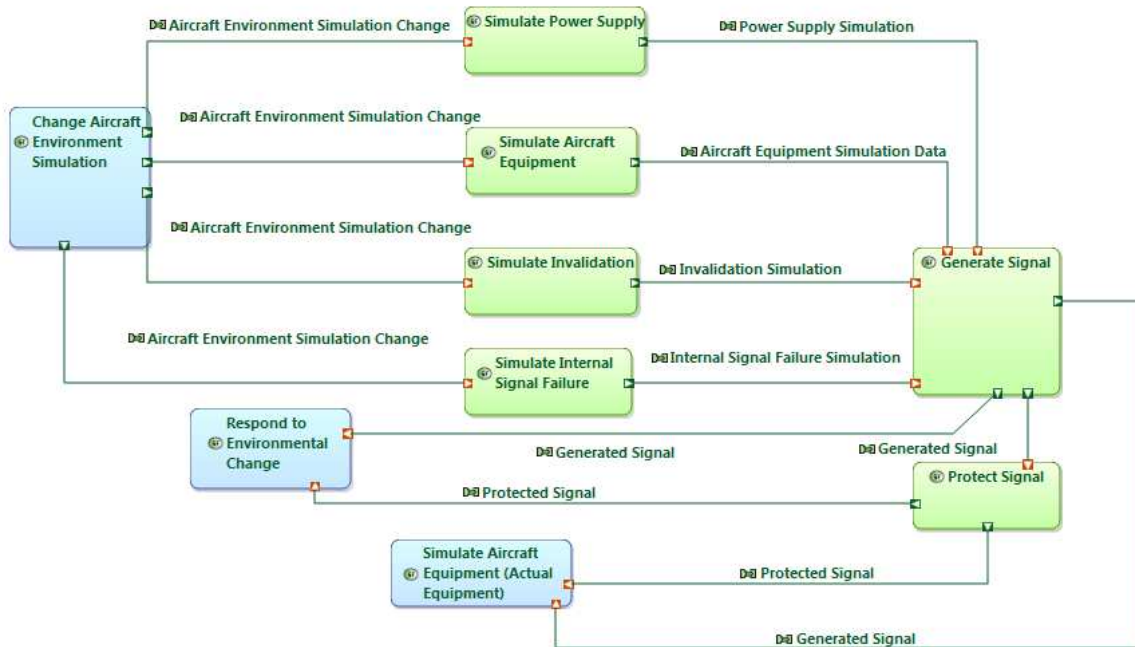 Aircraft Environment Simulation Change
Simulate Power Supply
Power Supply Simulation
Change Aircraft
Environment
Simulation
Aircraft Environment Simulation Change
Simulate Aircraft
Equipment
Aircraft Equipment Simulation Data
Aircraft Environment Simulation Change
Simulate Invalidation
Invalidation Simulation
Generate Signal
Aircraft Environment Simulation Change
Simulate Internal
Signal Failure
Internal Signal Failure Simulation
Respond to
Environmental
Change
Generated Signal
Generated Signal
Protected Signal
Protect Signal
Simulate Aircraft
Equipment (Actual
Equipment)
Protected Signal
Generated Signal